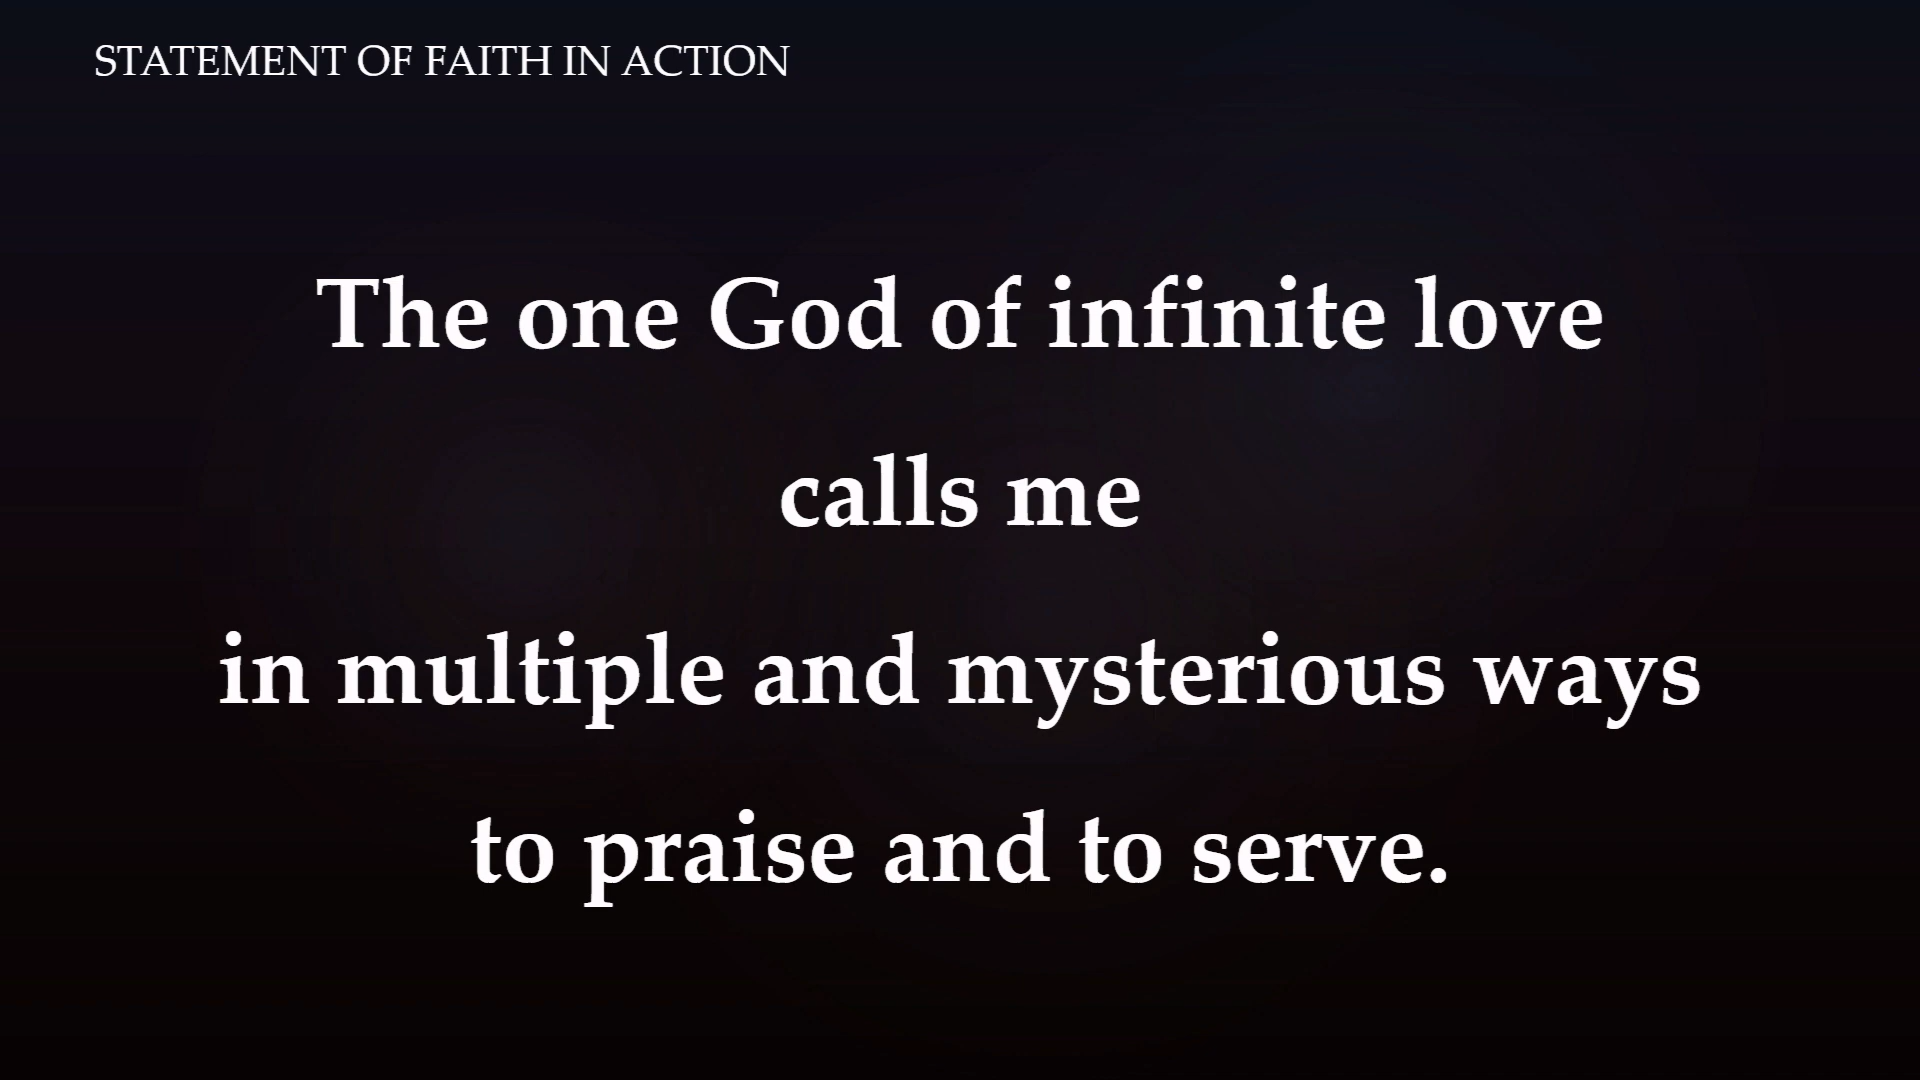 STATEMENT OF FAITH IN ACTION
The one God of infinite love
calls me
in multiple and mysterious ways
to praise and to serve.